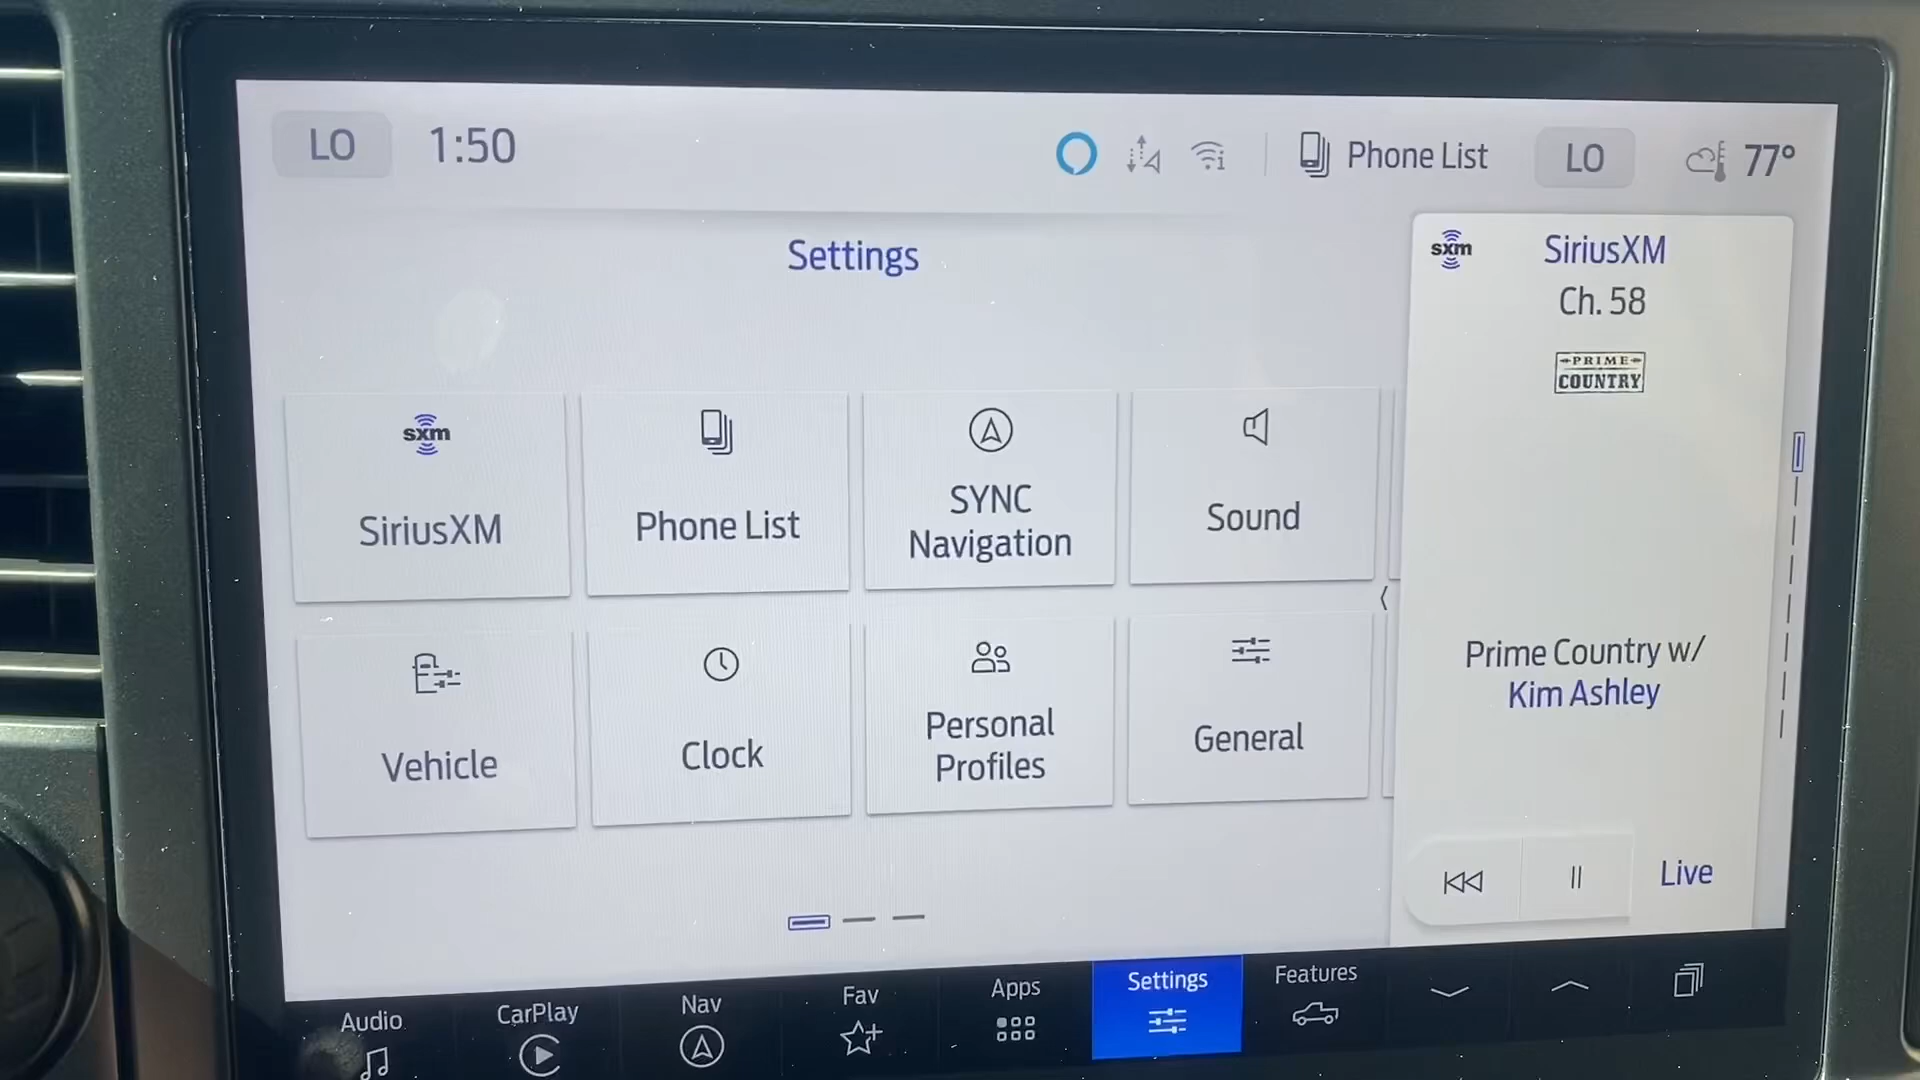 LO
1:50
Phone List
LO
77°
Settings
sxm
SiriusXM
Ch. 58
PRIME
COUNTRY
sxm
SiriusXM
Phone List
SYNC
Navigation
Sound
Prime Country w/
Kim Ashley
Vehicle
Clock
Personal
Profiles
General
Live
Audio
CarPlay
Nav
Fav
Apps
Settings
Features